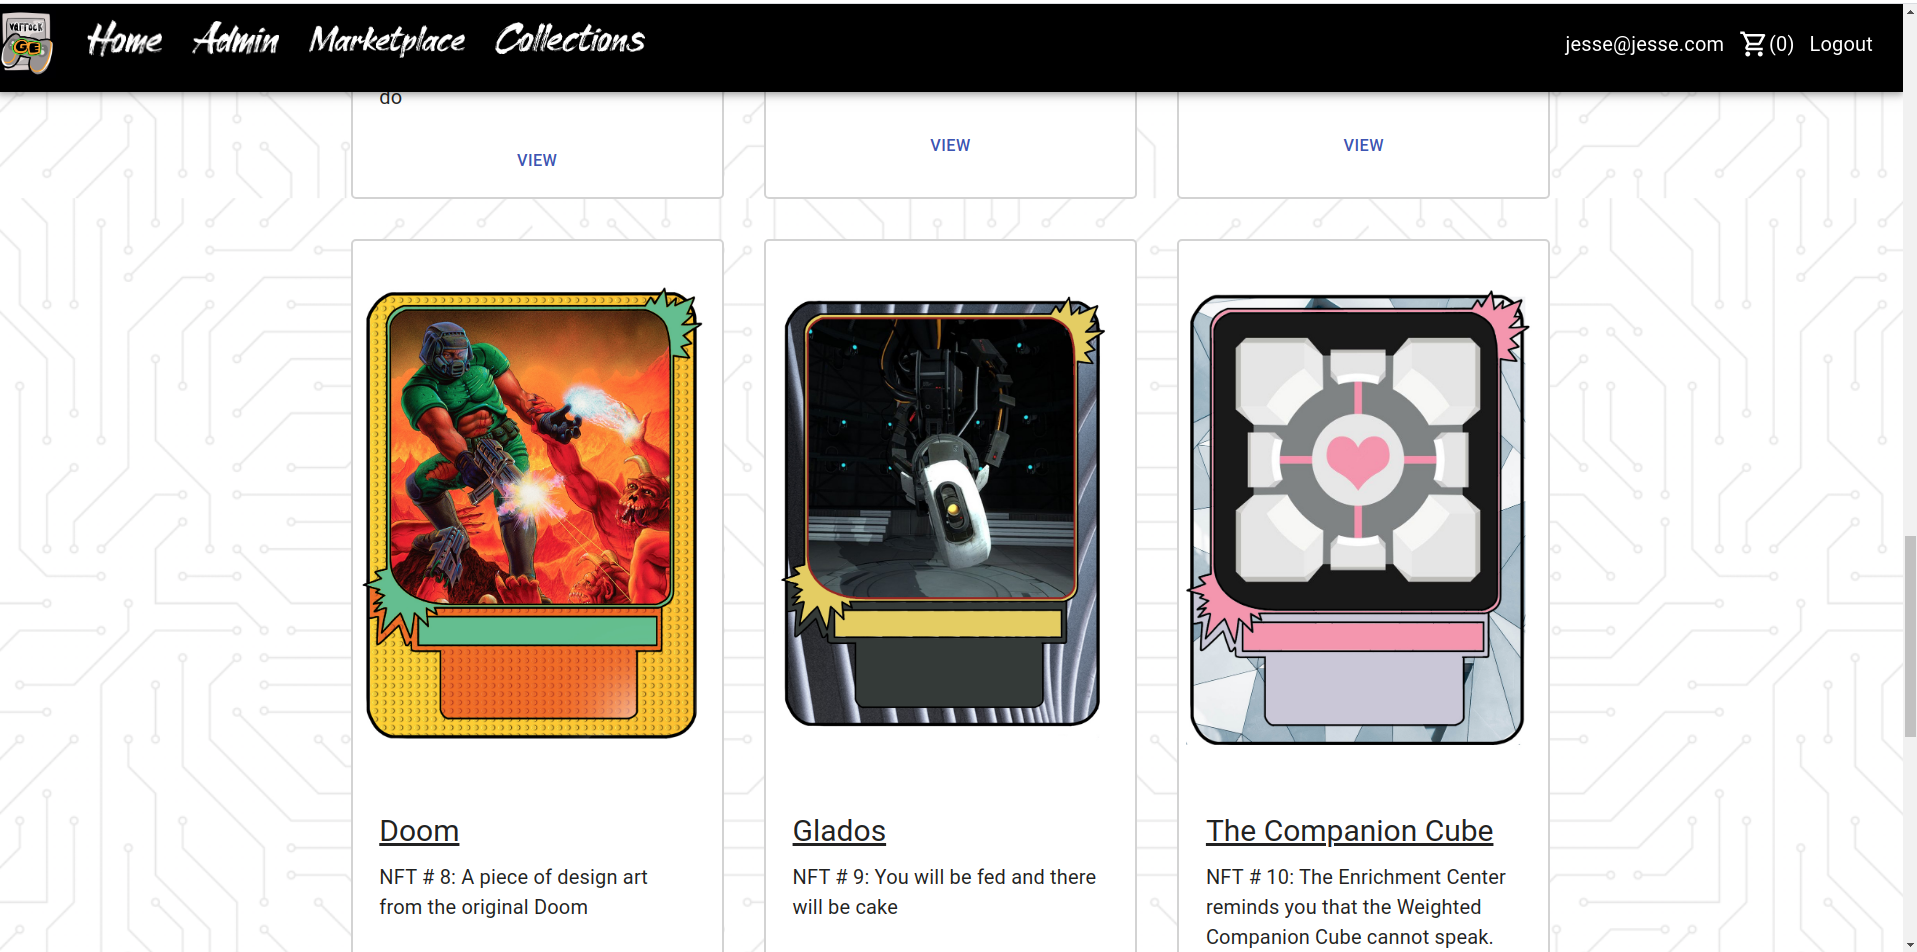 varrock
GE
Home Admin Marketplace Collections
jesse@jesse.com (0) Logout
do
VIEW
VIEW
VIEW
Doom
NFT # 8: A piece of design art
from the original Doom
Glados
NFT # 9: You will be fed and there
will be cake
The Companion Cube
NFT # 10: The Enrichment Center
reminds you that the Weighted
Companion Cube cannot speak.